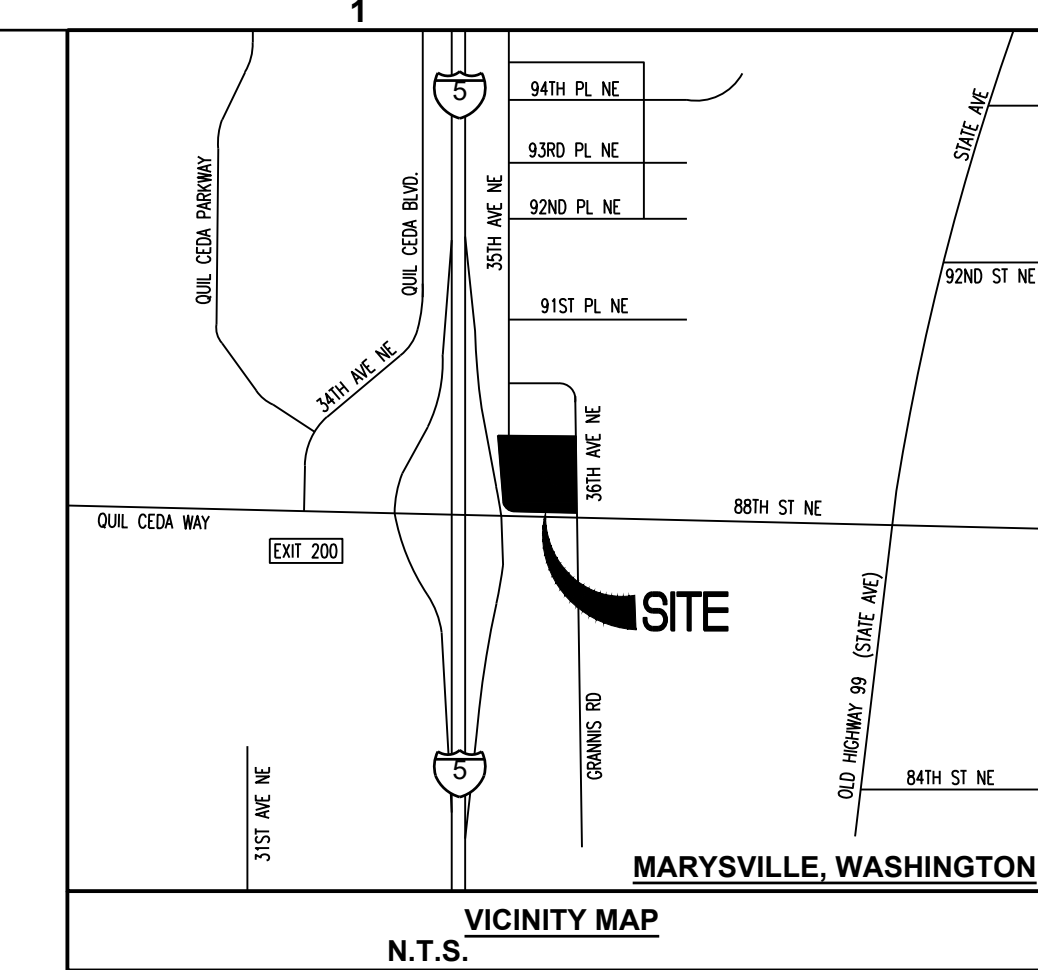 1
5
94TH PL NE
STATE AVE
93RD PL NE
QUIL CEDA PARKWAY
QUIL CEDA BLVD.
35TH AVE NE
92ND PL NE
92ND ST NE
91ST PL NE
34TH AVE NE
36TH AVE NE
88TH ST NE
QUIL CEDA WAY
EXIT 200
SITE
OLD HIGHWAY 99 (STATE AVE)
GRANNIS RD
5
31ST AVE NE
84TH ST NE
MARYSVILLE, WASHINGTON
VICINITY MAP
N.T.S.